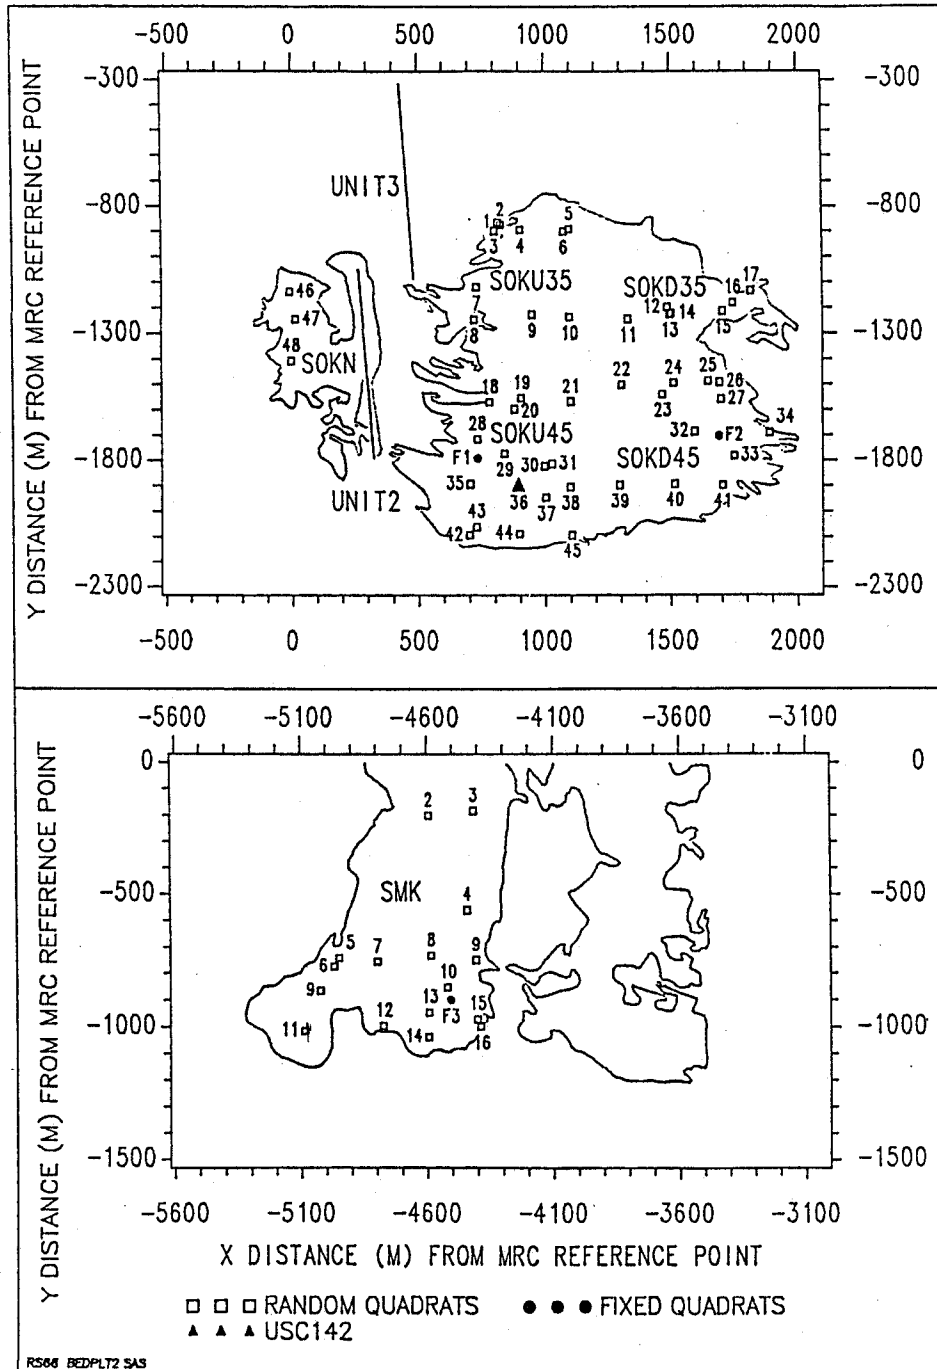 -500 0 500 1000 1500 2000
Y DISTANCE (M) FROM MRC REFERENCE POINT
-300 -300
UNIT3
-800 -800
1 2 5
3 4 6
SOKU35 SOKD35 16 17
46 7 12 14
47 8 9 10 11 13 15
-1300 -1300
48 SOKN
22 24 25 26
18 19 21 23 27
20
28 SOKU45 32 F2 34
F1 29 30 31 SOKD45 33
-1800 -1800
35 36 37 38 39 40 41
UNIT2
43
42 44 45
-2300 -2300
-500 0 500 1000 1500 2000
-5600 -5100 -4600 -4100 -3600 -3100
Y DISTANCE (M) FROM MRC REFERENCE POINT
0 0
2 3
SMK
-500 -500
4
5 7 8 9
6
9 10
13 F3 15
-1000 -1000
11 12 14 16
-1500 -1500
-5600 -5100 -4600 -4100 -3600 -3100
X DISTANCE (M) FROM MRC REFERENCE POINT
RANDOM QUADRATS FIXED QUADRATS
USC142
RS66 BEDPLT2 SAS